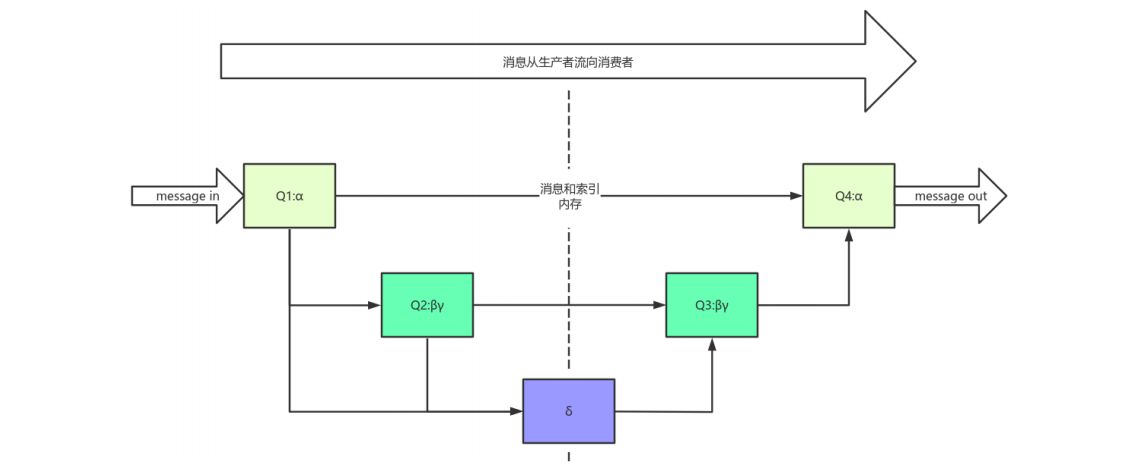 消息从生产者流向消费者
message in
Q1:α
消息和索引
内存
Q4:α
message out
Q2:βγ
Q3:βγ
δ